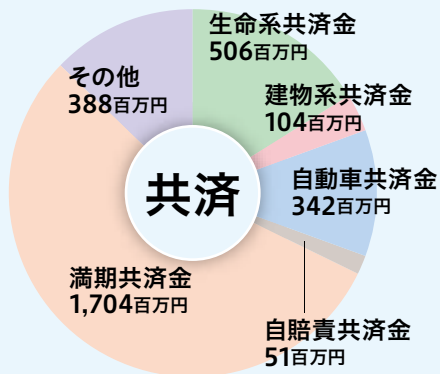 生命系共済金
506百万円
建物系共済金
104百万円
自動車共済金
342百万円
自賠責共済金
51百万円
満期共済金
1,704百万円
その他
388百万円
共済